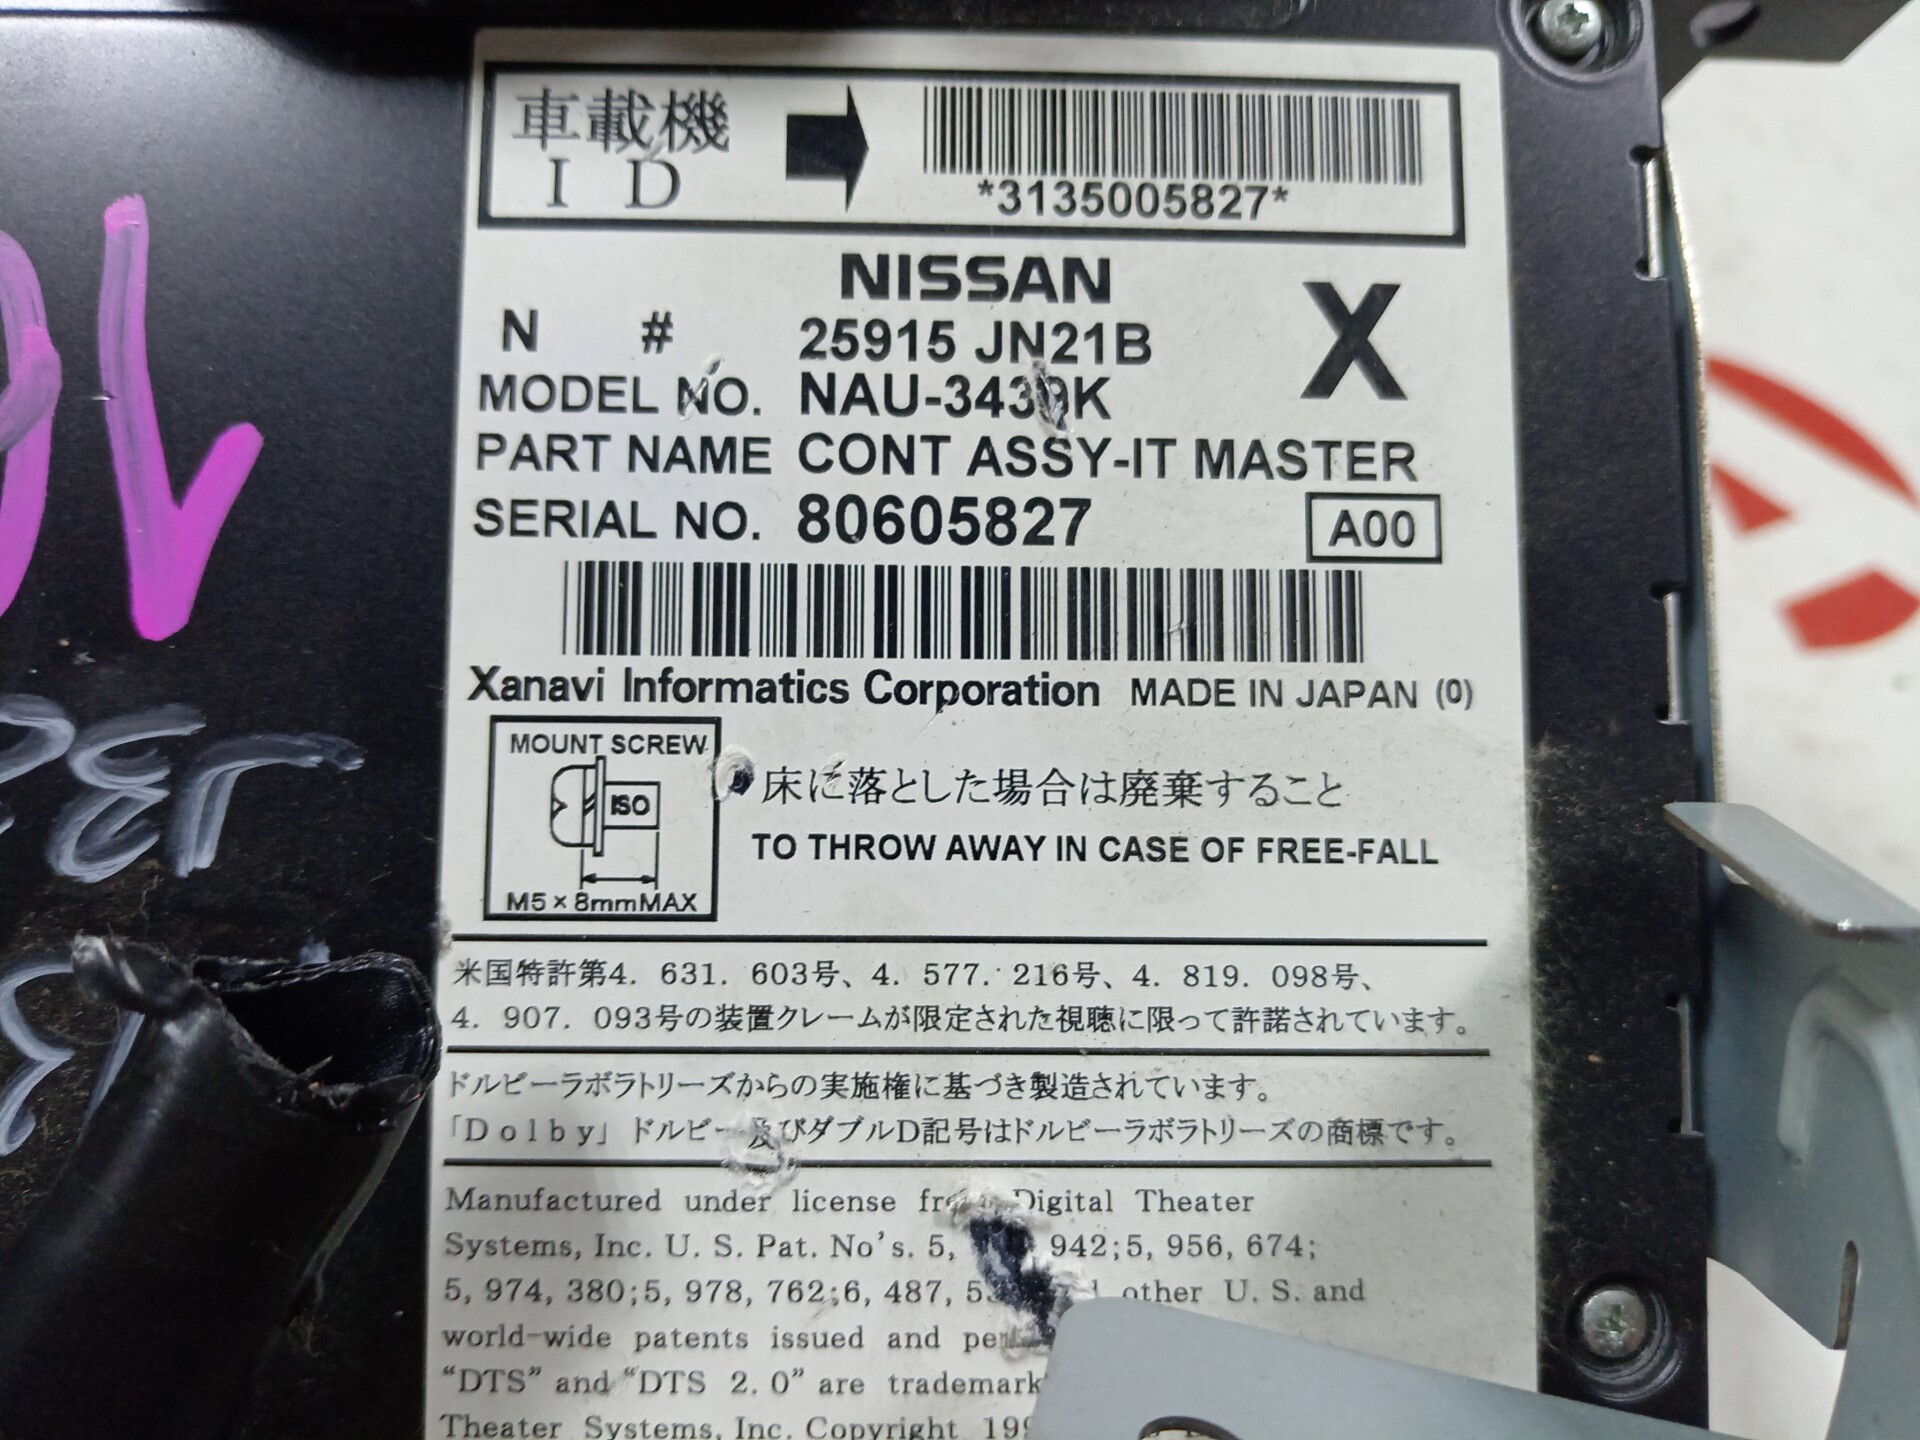 車載機
I D
*3135005827*
NISSAN
X
N # 25915 JN21B
MODEL NO. NAU-3439K
PART NAME CONT ASSY-IT MASTER
SERIAL NO. 80605827
A00
Xanavi Informatics Corporation MADE IN JAPAN (0)
MOUNT SCREW
ISO
M5×8mmMAX
床に落とした場合は廃棄すること
TO THROW AWAY IN CASE OF FREE-FALL
米国特許第4. 631. 603号、4. 577. 216号、4. 819. 098号、
4. 907. 093号の装置クレームが限定された視聴に限って許諾されています。
ドルビーラボラトリーズからの実施権に基づき製造されています。
「Dolby」ドルビー及びダブルD記号はドルビーラボラトリーズの商標です。
Manufactured under license Digital Theater
Systems, Inc. U. S. Pat. No's. 5, 942;5, 956, 674;
5, 974, 380;5, 978, 762;6, 487, other U. S. and
world-wide patents issued and
“DTS” and “DTS 2. 0” are trademark
Theater Systems, Inc. Copyright